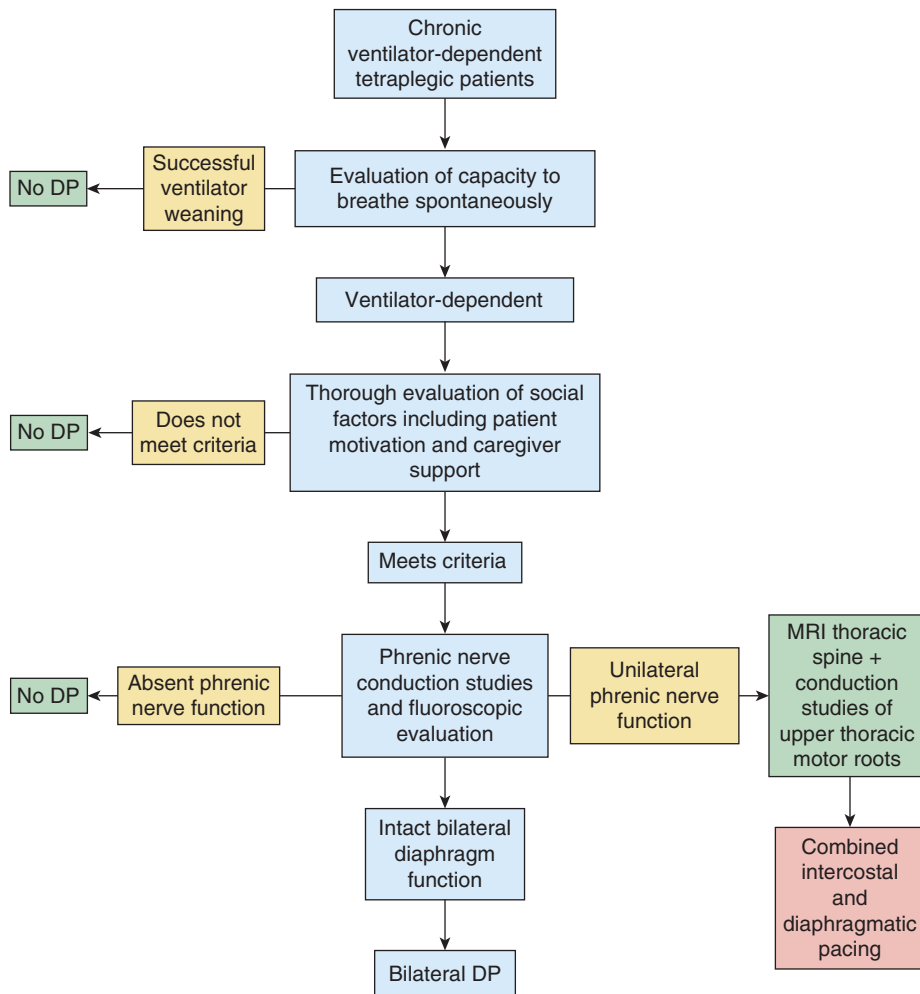 Chronic
ventilator-dependent
tetraplegic patients
No DP
Successful
ventilator
weaning
Evaluation of capacity to
breathe spontaneously
Ventilator-dependent
No DP
Does not
meet criteria
Thorough evaluation of social
factors including patient
motivation and caregiver
support
Meets criteria
No DP
Absent phrenic
nerve function
Phrenic nerve
conduction studies
and fluoroscopic
evaluation
Unilateral
phrenic nerve
function
MRI thoracic
spine +
conduction
studies of
upper thoracic
motor roots
Intact bilateral
diaphragm
function
Combined
intercostal
and
diaphragmatic
pacing
Bilateral DP